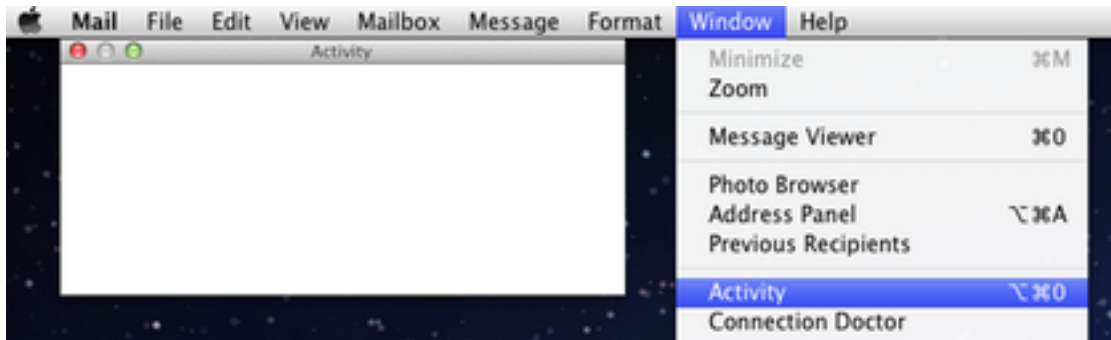 Mail File Edit View Mailbox Message Format Window Help
Activity
Minimize ⌘M
Zoom
Message Viewer ⌘0
Photo Browser
Address Panel ⌥⌘A
Previous Recipients
Activity ⌥⌘0
Connection Doctor